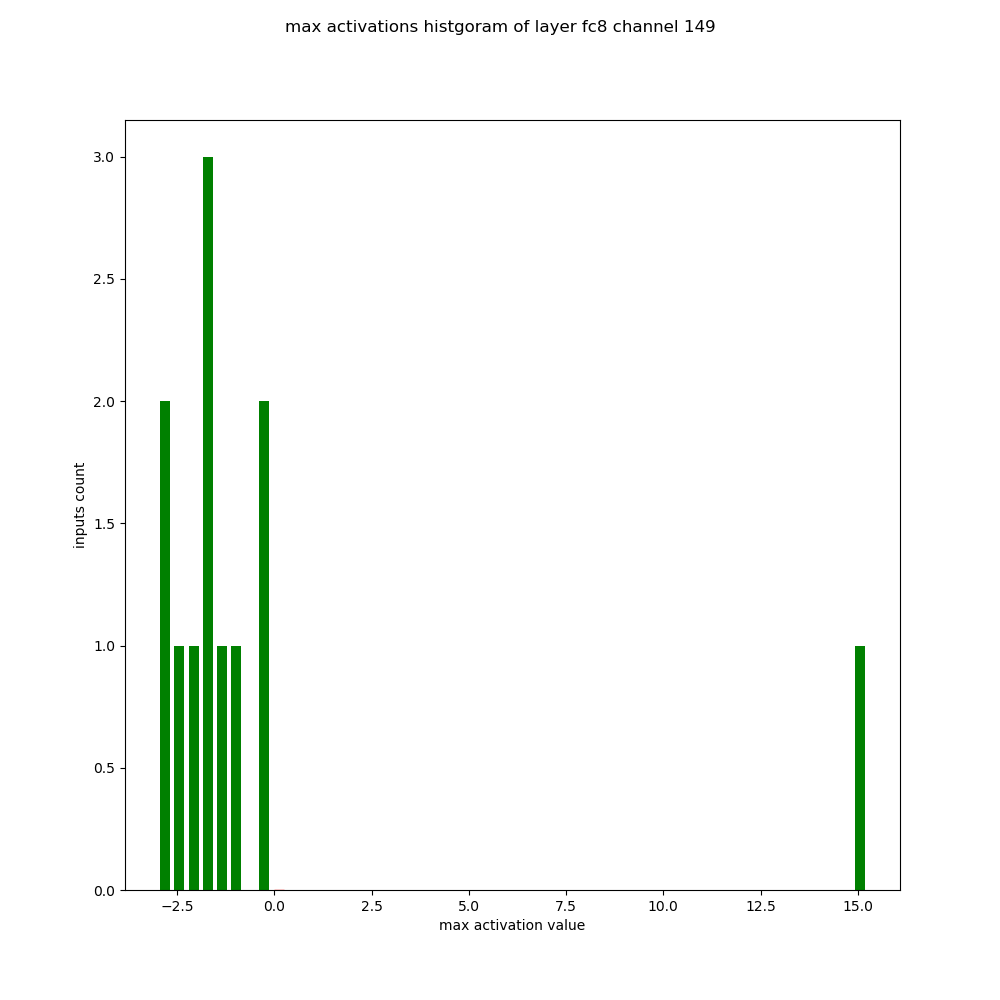 max activations histgoram of layer fc8 channel 149
3.0
2.5
2.0
1.5
1.0
0.5
0.0
inputs count
−2.5 0.0 2.5 5.0 7.5 10.0 12.5 15.0
max activation value